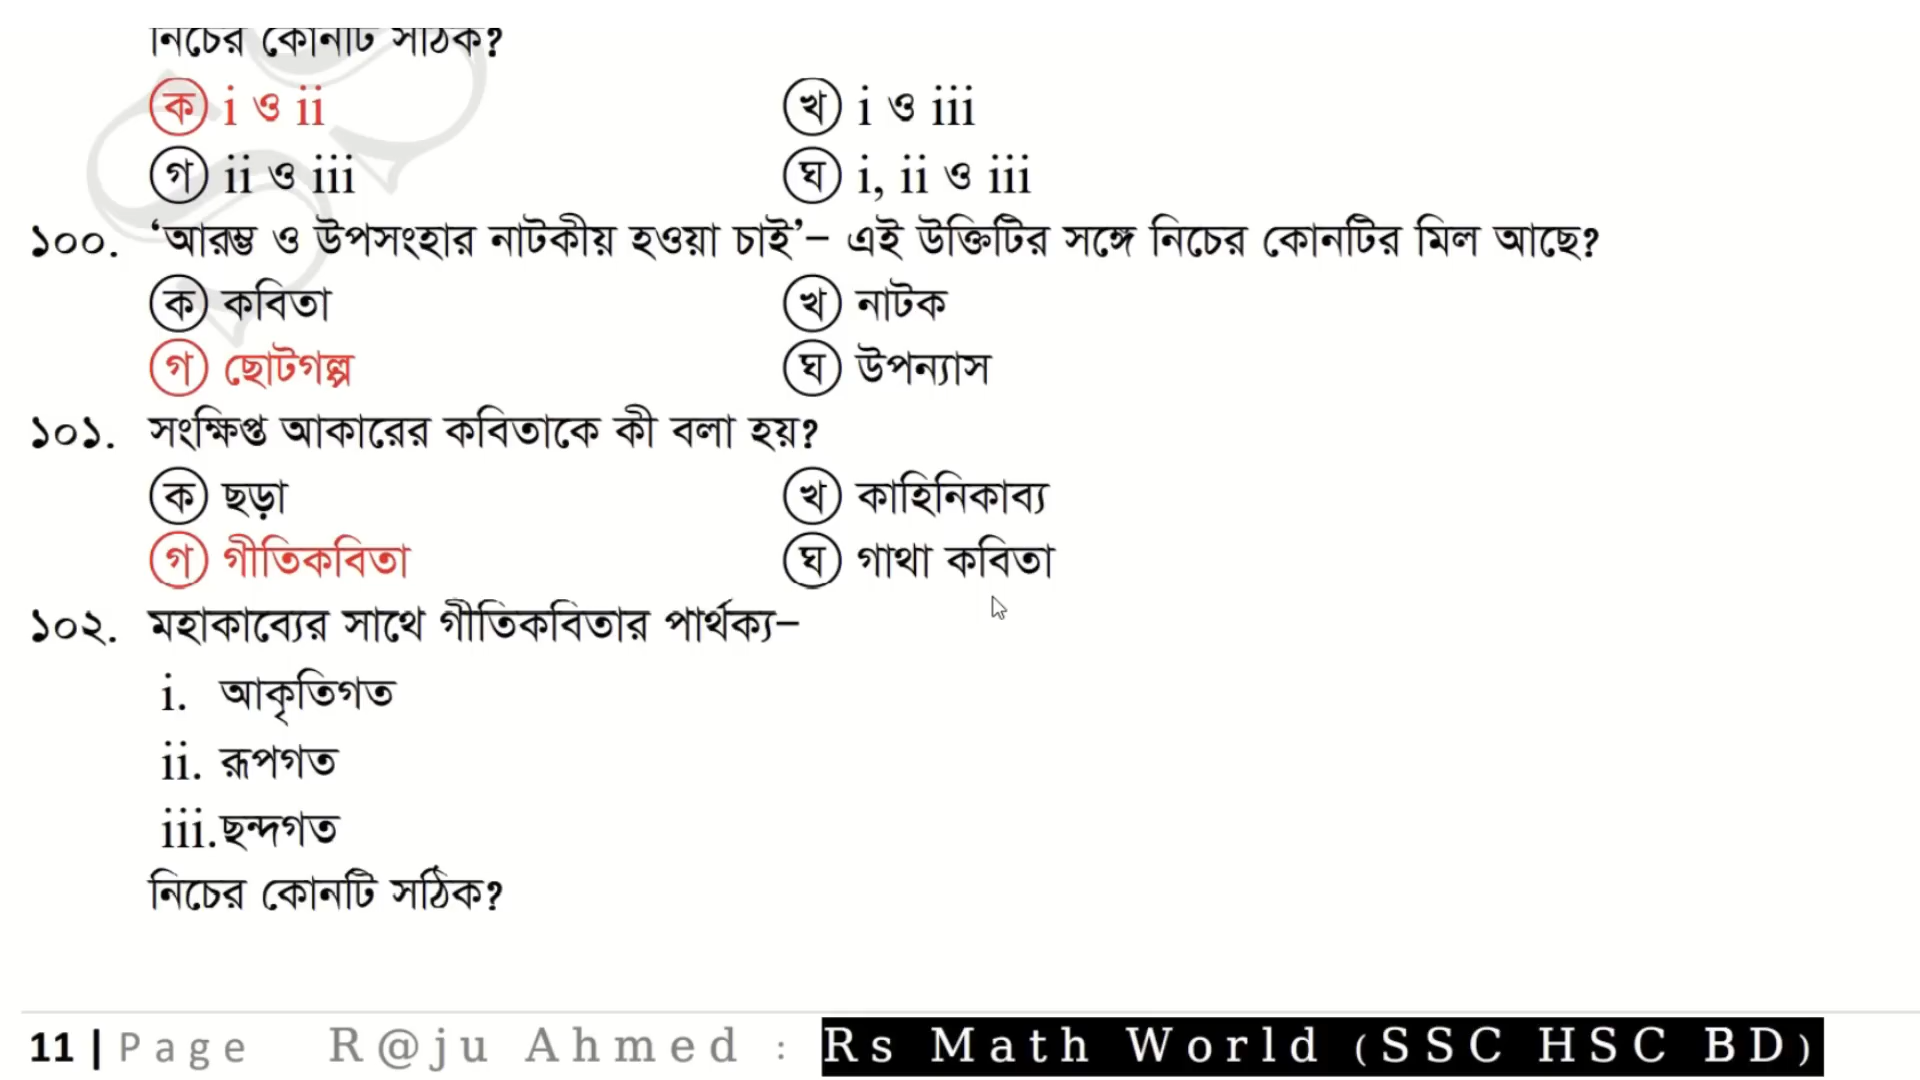 নিচের কোনটি সঠিক?
ক i ও ii
খ i ও iii
গ ii ও iii
ঘ i, ii ও iii
১০০. ‘আরম্ভ ও উপসংহার নাটকীয় হওয়া চাই’– এই উক্তিটির সঙ্গে নিচের কোনটির মিল আছে?
ক কবিতা
খ নাটক
গ ছোটগল্প
ঘ উপন্যাস
১০১. সংক্ষিপ্ত আকারের কবিতাকে কী বলা হয়?
ক ছড়া
খ কাহিনিকাব্য
গ গীতিকবিতা
ঘ গাথা কবিতা
১০২. মহাকাব্যের সাথে গীতিকবিতার পার্থক্য–
i. আকৃতিগত
ii. রূপগত
iii.ছন্দগত
নিচের কোনটি সঠিক?
11 | Page R@ju Ahmed : Rs Math World (SSC HSC BD)